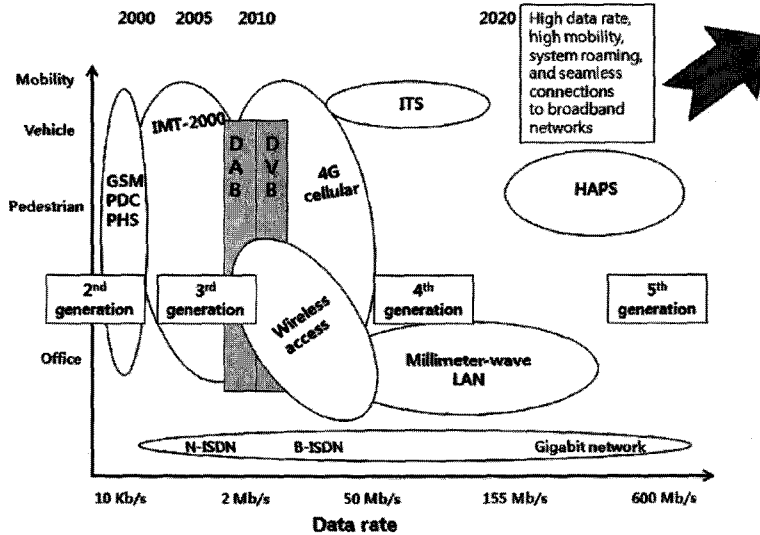 2000 2005 2010 2020
High data rate,
high mobility,
system roaming,
and seamless
connections
to broadband
networks
Mobility
Vehicle
Pedestrian
Office
IMT-2000
ITS
D
A
B
D
V
B
GSM
PDC
PHS
4G
cellular
HAPS
2nd
generation
3rd
generation
4th
generation
5th
generation
Wireless
access
Millimeter-wave
LAN
N-ISDN B-ISDN Gigabit network
10 Kb/s 2 Mb/s 50 Mb/s 155 Mb/s 600 Mb/s
Data rate